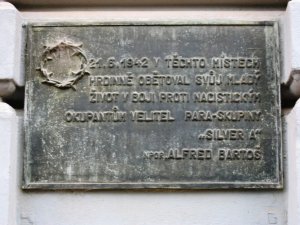 21.6.1942 V TĚCHTO MÍSTECH
HRDINNĚ OBĚTOVAL SVŮJ MLADÝ
ŽIVOT V BOJI PROTI NACISTICKÝM
OKUPANTŮM VELITEL PARA-SKUPINY
„SILVER A"
NPOR. ALFRED BARTOŠ